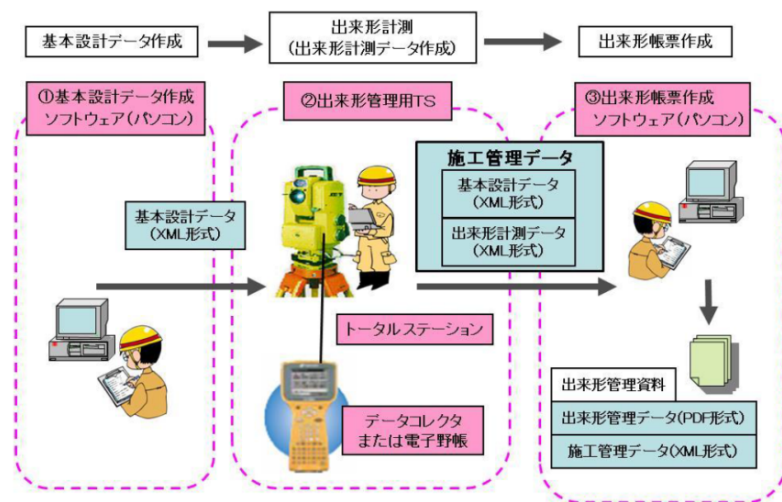 基本設計データ作成
出来形計測
(出来形計測データ作成)
出来形帳票作成
①基本設計データ作成
ソフトウェア(パソコン)
②出来形管理用TS
③出来形帳票作成
ソフトウェア(パソコン)
施工管理データ
基本設計データ
(XML形式)
出来形計測データ
(XML形式)
基本設計データ
(XML形式)
トータルステーション
データコレクタ
または電子野帳
出来形管理資料
出来形管理データ(PDF形式)
施工管理データ(XML形式)